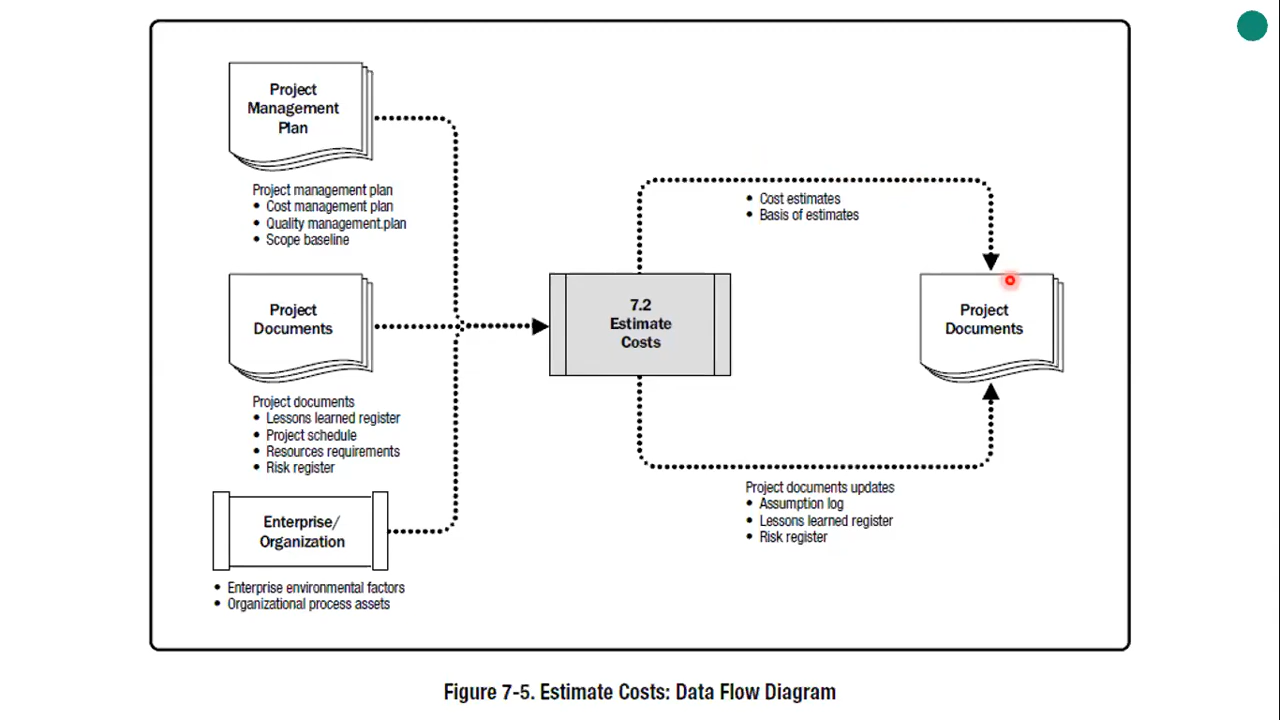 Project
Management
Plan
Project management plan
• Cost management plan
• Quality management.plan
• Scope baseline
Project
Documents
Project documents
• Lessons learned register
• Project schedule
• Resources requirements
• Risk register
Enterprise/
Organization
• Enterprise environmental factors
• Organizational process assets
7.2
Estimate
Costs
• Cost estimates
• Basis of estimates
Project
Documents
Project documents updates
• Assumption log
• Lessons learned register
• Risk register
Figure 7-5. Estimate Costs: Data Flow Diagram